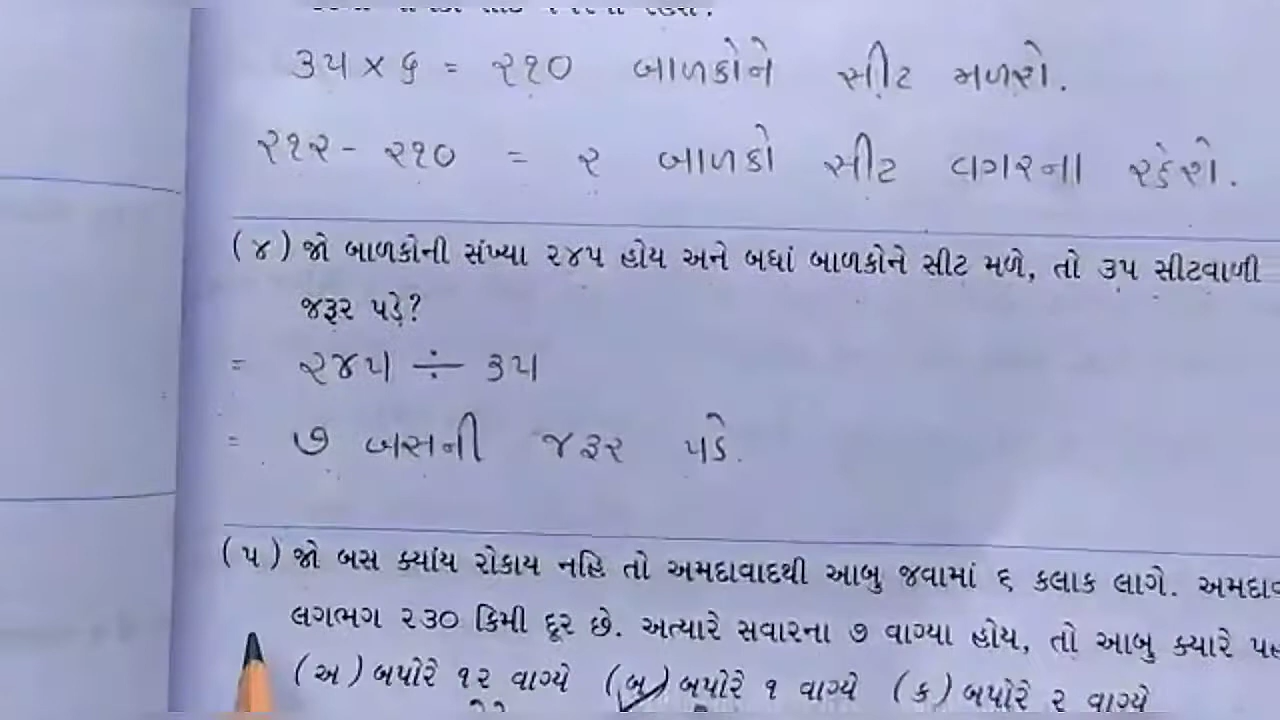 ૩૫ × ૬ = ૨૧૦ બાળકોને સીટ મળશે.
૨૧૨ - ૨૧૦ = ૨ બાળકો સીટ વગરના રહેશે.
(૪) જો બાળકોની સંખ્યા ૨૪૫ હોય અને બધાં બાળકોને સીટ મળે, તો ૩૫ સીટવાળી
જરૂર પડે?
= ૨૪૫ ÷ ૩૫
= ૭ બસની જરૂર પડે.
(૫) જો બસ ક્યાંય રોકાય નહિ તો અમદાવાદથી આબુ જવામાં ૬ કલાક લાગે.
લગભગ ૨૩૦ કિમી દૂર છે. અત્યારે સવારના ૭ વાગ્યા હોય, તો આબુ ક્યારે
(અ) બપોરે ૧૨ વાગ્યે (બ) બપોરે ૧ વાગ્યે (ક) બપોરે ૨ વાગ્યે